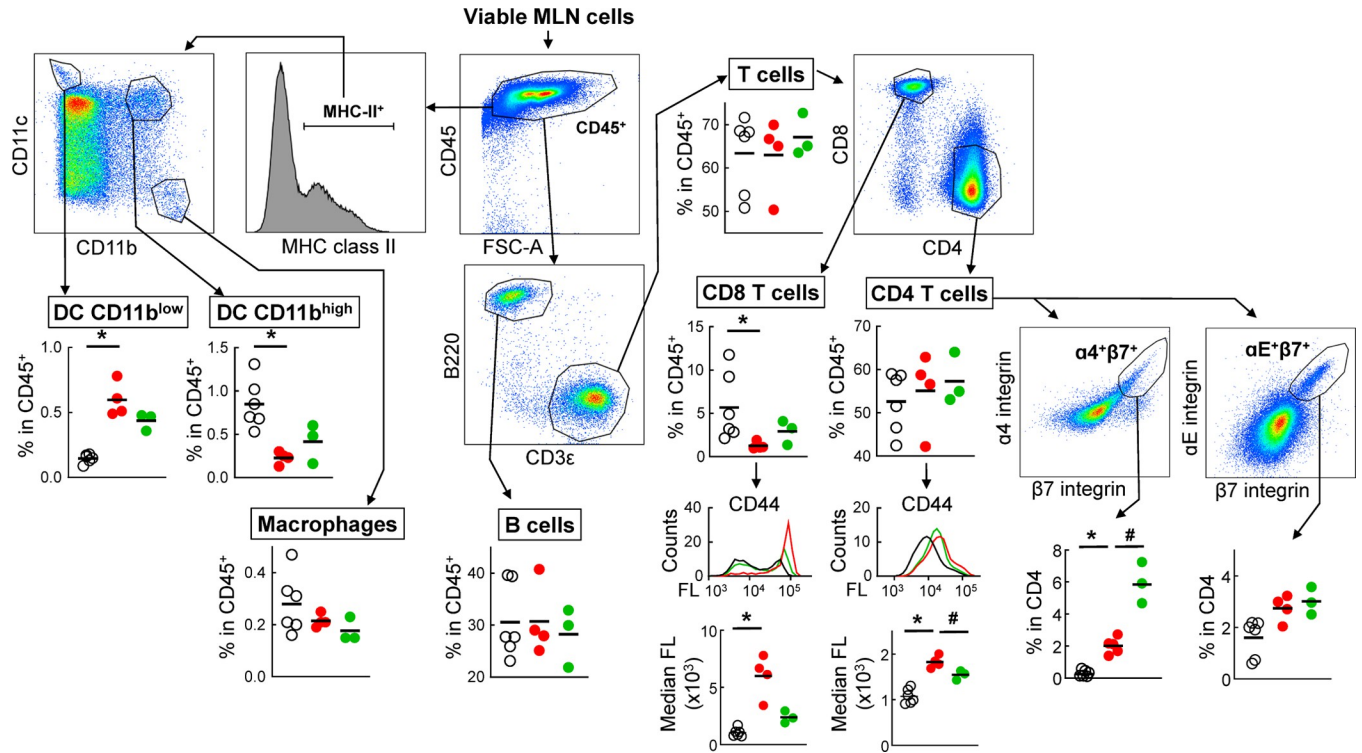 Viable MLN cells
CD11c
CD11b
MHC-II⁺
MHC class II
CD45
CD45⁺
FSC-A
T cells
% in CD45⁺
70
60
50
CD8
CD4
DC CD11b^low
% in CD45⁺
1.0
0.5
0.0
*
DC CD11b^high
% in CD45⁺
1.5
1.0
0.5
0.0
*
B220
CD3ε
CD8 T cells
% in CD45⁺
15
10
5
0
*
CD4 T cells
% in CD45⁺
70
60
50
40
α4⁺β7⁺
α4 integrin
β7 integrin
αE⁺β7⁺
αE integrin
β7 integrin
Macrophages
% in CD45⁺
0.4
0.2
0.0
B cells
% in CD45⁺
40
30
20
CD44
Counts
40
20
0
FL
10³ 10⁴ 10⁵
CD44
Counts
20
10
0
FL
10³ 10⁴ 10⁵
Median FL
(x10³)
10
5
0
*
Median FL
(x10³)
2
1
0
* #
% in CD4
8
6
4
2
0
* #
% in CD4
4
2
0